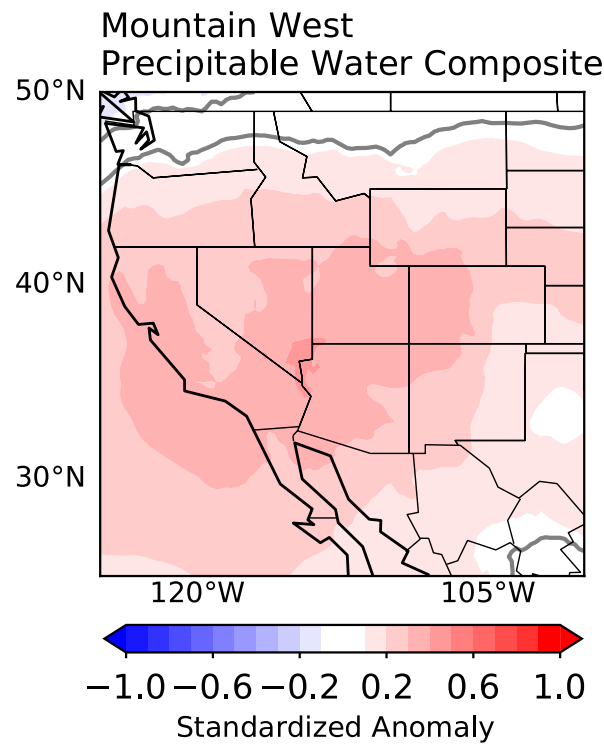 Mountain West
Precipitable Water Composite
50°N
40°N
30°N
120°W 105°W
−1.0 −0.6 −0.2 0.2 0.6 1.0
Standardized Anomaly